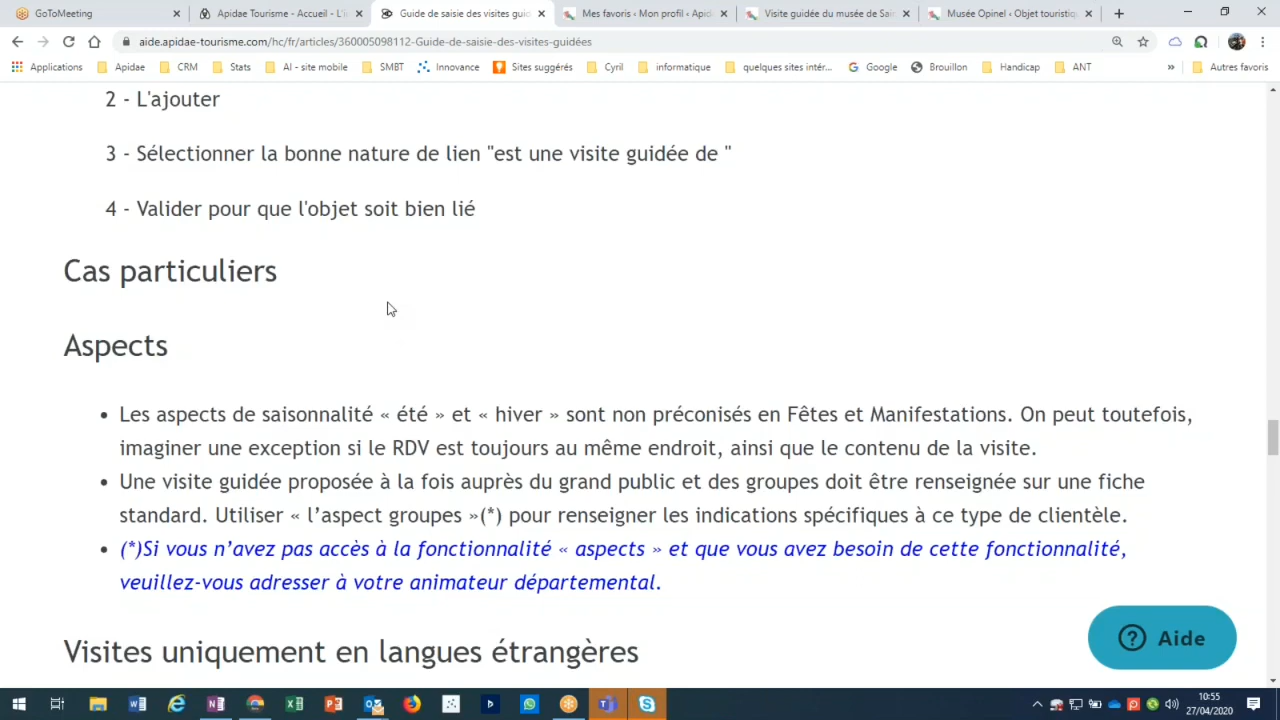 GoToMeeting
Apidae Tourisme - Accueil - L'i
Guide de saisie des visites guid
Mes favoris ‹ Mon profil ‹ Apid
Visite guidée du musée de Sai
Musée Opinel ‹ Objet touristiq
aide.apidae-tourisme.com/hc/fr/articles/360005098112-Guide-de-saisie-des-visites-guidées
Applications Apidae CRM Stats AI - site mobile SMBT Innovance Sites suggérés Cyril informatique quelques sites intér... Google Brouillon Handicap ANT » Autres favoris
2 - L'ajouter
3 - Sélectionner la bonne nature de lien "est une visite guidée de "
4 - Valider pour que l'objet soit bien lié
Cas particuliers
Aspects
• Les aspects de saisonnalité « été » et « hiver » sont non préconisés en Fêtes et Manifestations. On peut toutefois,
imaginer une exception si le RDV est toujours au même endroit, ainsi que le contenu de la visite.
• Une visite guidée proposée à la fois auprès du grand public et des groupes doit être renseignée sur une fiche
standard. Utiliser « l’aspect groupes »(*) pour renseigner les indications spécifiques à ce type de clientèle.
• (*)Si vous n’avez pas accès à la fonctionnalité « aspects » et que vous avez besoin de cette fonctionnalité,
veuillez-vous adresser à votre animateur départemental.
Aide
Visites uniquement en langues étrangères
10:55
27/04/2020